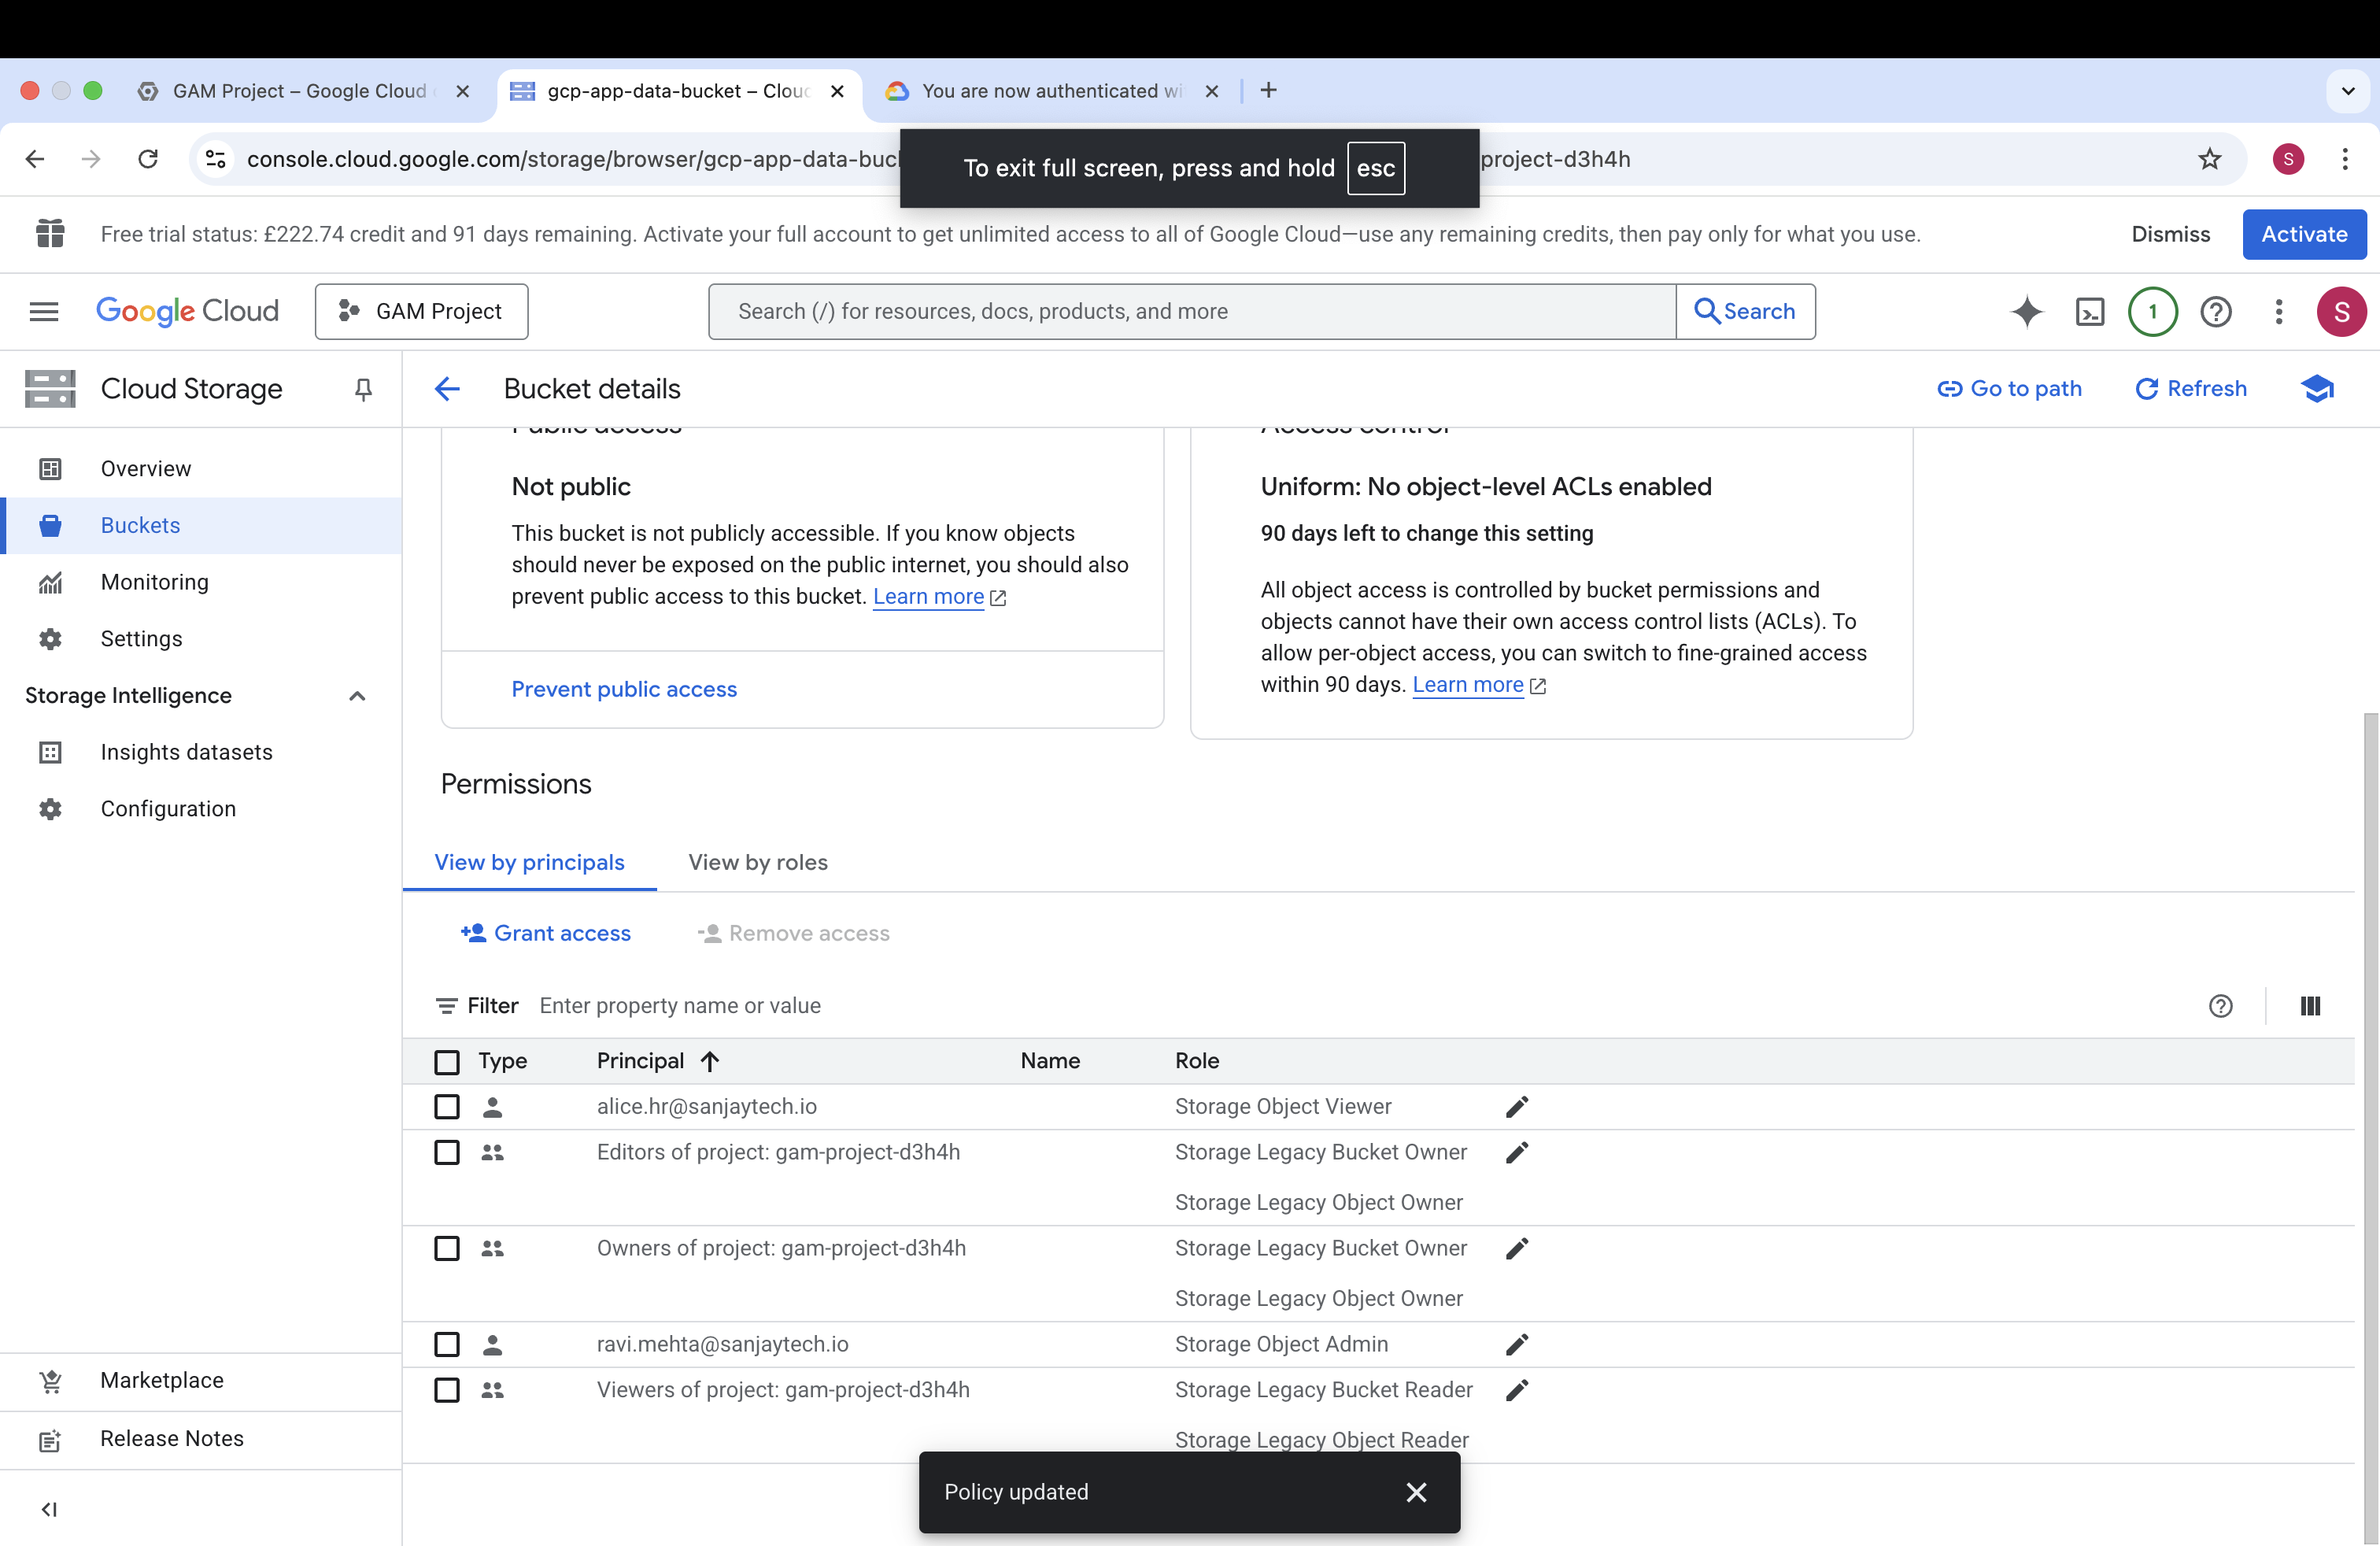 GAM Project – Google Cloud
gcp-app-data-bucket – Clou
You are now authenticated wi
console.cloud.google.com/storage/browser/gcp-app-data-buc
project-d3h4h
S
To exit full screen, press and hold esc
Free trial status: £222.74 credit and 91 days remaining. Activate your full account to get unlimited access to all of Google Cloud—use any remaining credits, then pay only for what you use.
Dismiss
Activate
Google Cloud
GAM Project
Search (/) for resources, docs, products, and more
Search
1
S
Cloud Storage
Bucket details
Go to path
Refresh
Overview
Buckets
Monitoring
Settings
Storage Intelligence
Insights datasets
Configuration
Marketplace
Release Notes
Public access
Not public
This bucket is not publicly accessible. If you know objects
should never be exposed on the public internet, you should also
prevent public access to this bucket. Learn more
Prevent public access
Access control
Uniform: No object-level ACLs enabled
90 days left to change this setting
All object access is controlled by bucket permissions and
objects cannot have their own access control lists (ACLs). To
allow per-object access, you can switch to fine-grained access
within 90 days. Learn more
Permissions
View by principals
View by roles
Grant access
Remove access
Filter Enter property name or value
Type Principal Name Role
alice.hr@sanjaytech.io Storage Object Viewer
Editors of project: gam-project-d3h4h Storage Legacy Bucket Owner
Storage Legacy Object Owner
Owners of project: gam-project-d3h4h Storage Legacy Bucket Owner
Storage Legacy Object Owner
ravi.mehta@sanjaytech.io Storage Object Admin
Viewers of project: gam-project-d3h4h Storage Legacy Bucket Reader
Storage Legacy Object Reader
Policy updated